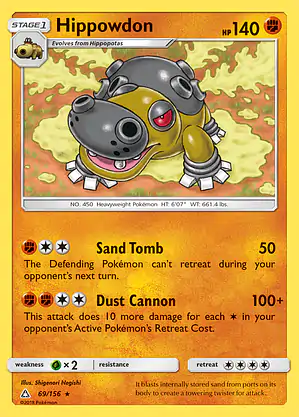 STAGE 1 Hippowdon HP 140
Evolves from Hippopotas
NO. 450 Heavyweight Pokémon HT: 6'07" WT: 661.4 lbs.
Sand Tomb 50
The Defending Pokémon can't retreat during your
opponent's next turn.
Dust Cannon 100+
This attack does 10 more damage for each in your
opponent's Active Pokémon's Retreat Cost.
Illus. Shigenori Negishi
69/156
©2018 Pokémon
weakness ×2 resistance retreat
It blasts internally stored sand from ports on its
body to create a towering twister for attack.